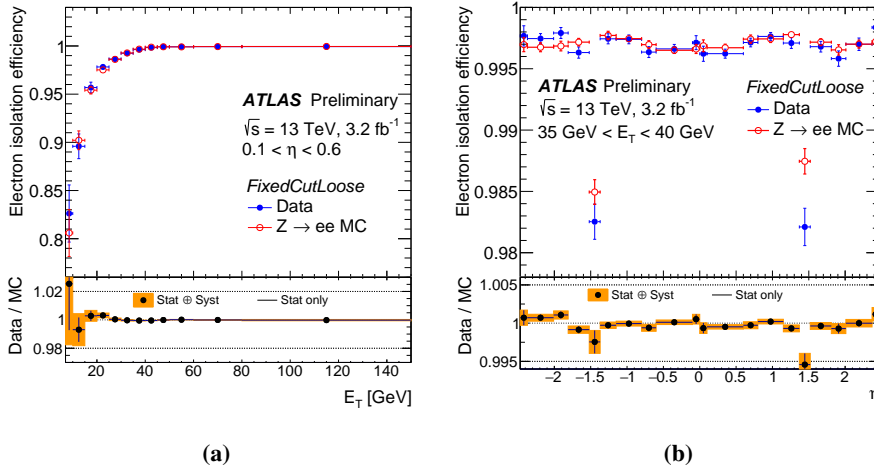 Electron isolation efficiency
1
0.95
0.9
0.85
0.8
ATLAS Preliminary
√s = 13 TeV, 3.2 fb⁻¹
0.1 < η < 0.6
FixedCutLoose
Data
Z → ee MC
Data / MC
1.02
1.00
0.98
Stat ⊕ Syst
Stat only
20 40 60 80 100 120 140
E_T [GeV]
(a)
Electron isolation efficiency
1
0.995
0.99
0.985
0.98
ATLAS Preliminary
√s = 13 TeV, 3.2 fb⁻¹
35 GeV < E_T < 40 GeV
FixedCutLoose
Data
Z → ee MC
Data / MC
1.005
1.000
0.995
Stat ⊕ Syst
Stat only
−2 −1.5 −1 −0.5 0 0.5 1 1.5 2
(b)